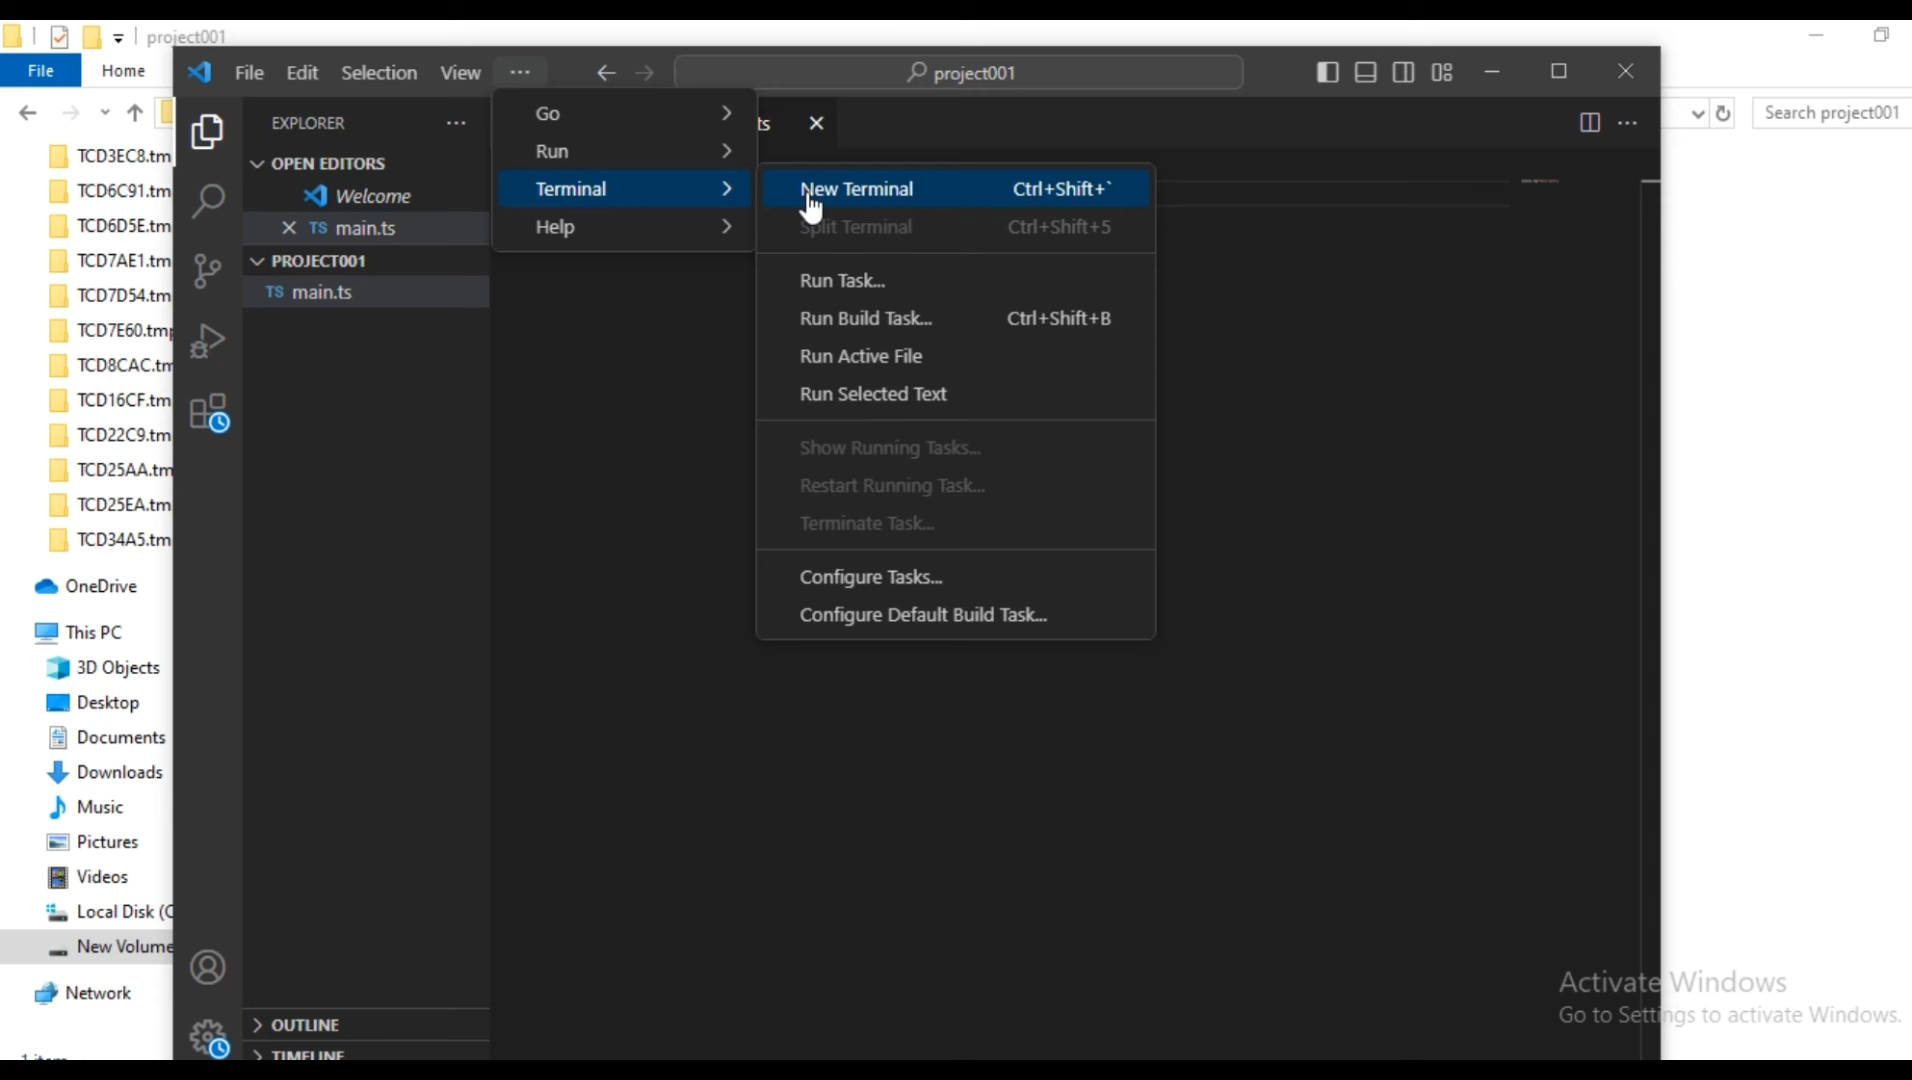 project001
File Home
File Edit Selection View ... project001
Search project001
EXPLORER ...
OPEN EDITORS
Welcome
TS main.ts
PROJECT001
TS main.ts
OUTLINE
TIMELINE
ts
Go
Run
Terminal
Help
New Terminal Ctrl+Shift+`
Split Terminal Ctrl+Shift+5
Run Task...
Run Build Task... Ctrl+Shift+B
Run Active File
Run Selected Text
Show Running Tasks...
Restart Running Task...
Terminate Task...
Configure Tasks...
Configure Default Build Task...
TCD3EC8.tm
TCD6C91.tm
TCD6D5E.tm
TCD7AE1.tm
TCD7D54.tm
TCD7E60.tmp
TCD8CAC.tm
TCD16CF.tm
TCD22C9.tm
TCD25AA.tm
TCD25EA.tm
TCD34A5.tm
OneDrive
This PC
3D Objects
Desktop
Documents
Downloads
Music
Pictures
Videos
Local Disk (C
New Volume
Network
Activate Windows
Go to Settings to activate Windows.